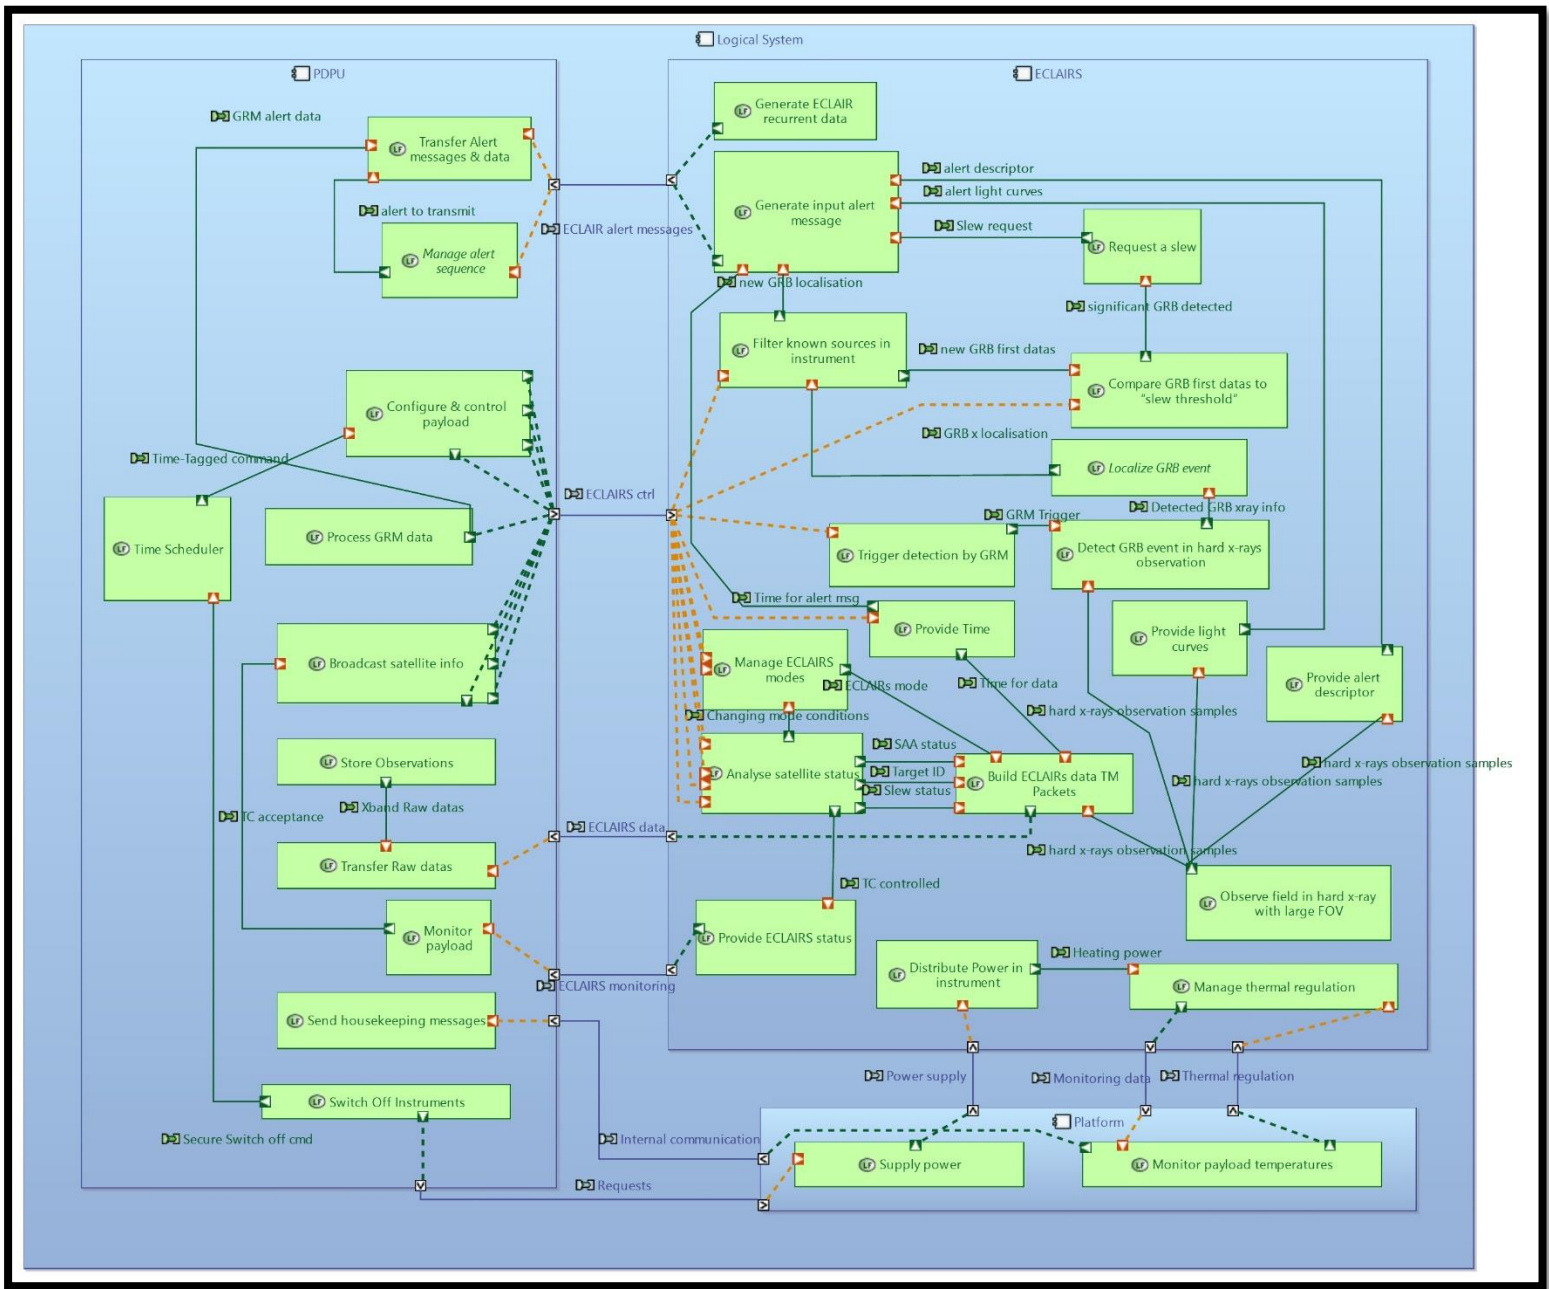 Logical System
PDPU
ECLAIRS
GRM alert data
Transfer Alert
messages & data
alert to transmit
Manage alert
sequence
ECLAIR alert messages
Configure & control
payload
Time-Tagged command
ECLAIRS ctrl
Time Scheduler
Process GRM data
Broadcast satellite info
Store Observations
Xband Raw datas
TC acceptance
Transfer Raw datas
ECLAIRS data
Monitor
payload
ECLAIRS monitoring
Send housekeeping messages
Switch Off Instruments
Secure Switch off cmd
Internal communication
Requests
Generate ECLAIR
recurrent data
Generate input alert
message
alert descriptor
alert light curves
Slew request
Request a slew
new GRB localisation
significant GRB detected
Filter known sources in
instrument
new GRB first datas
Compare GRB first datas to
"slew threshold"
GRB x localisation
Localize GRB event
GRM Trigger
Detected GRB xray info
Trigger detection by GRM
Detect GRB event in hard x-rays
observation
Time for alert msg
Provide Time
Provide light
curves
Manage ECLAIRS
modes
ECLAIRs mode
Time for data
Provide alert
descriptor
Changing mode conditions
hard x-rays observation samples
SAA status
Analyse satellite status
Target ID
Slew status
Build ECLAIRs data TM
Packets
hard x-rays observation samples
hard x-rays observation samples
hard x-rays observation samples
TC controlled
Provide ECLAIRS status
Observe field in hard x-ray
with large FOV
Distribute Power in
instrument
Heating power
Manage thermal regulation
Power supply
Monitoring data
Thermal regulation
Platform
Supply power
Monitor payload temperatures